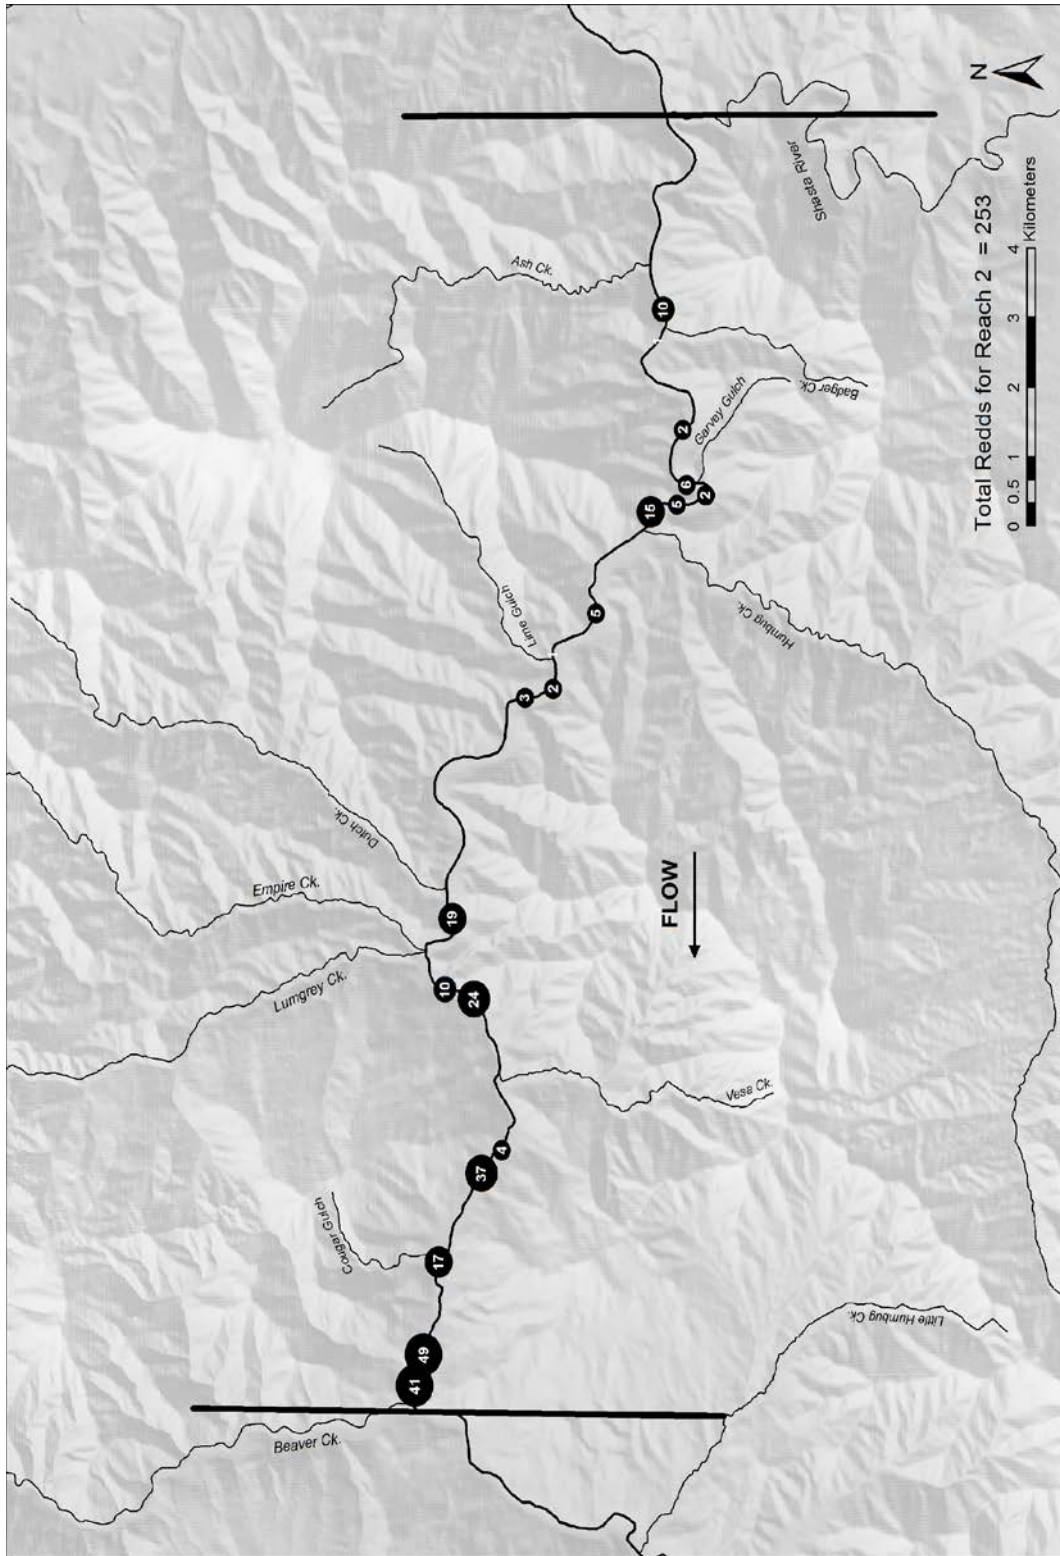 Beaver Ck.
41
49
Cougar Gulch
17
37
4
Little Humbug Ck.
Vesa Ck.
Lumgrey Ck.
Empire Ck.
10
24
19
Dutch Ck.
FLOW
3
2
Lime Gulch
5
Humbug Ck.
15
5
2
6
Garvey Gulch
2
Badger Ck.
10
Ash Ck.
Shasta River
N
Total Redds for Reach 2 = 253
0 0.5 1 2 3 4
Kilometers